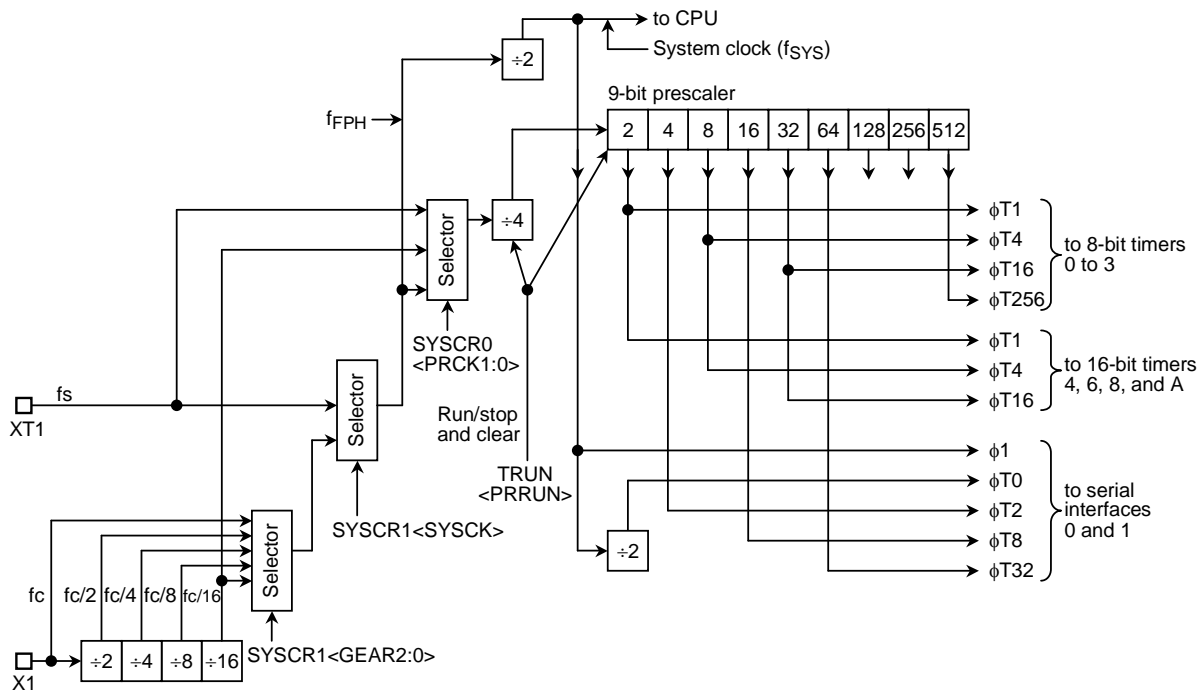 to CPU
÷2
System clock (fSYS)
9-bit prescaler
fFPH
2 4 8 16 32 64 128 256 512
Selector
÷4
ϕT1
ϕT4
ϕT16
ϕT256
to 8-bit timers
0 to 3
SYSCR0
<PRCK1:0>
ϕT1
ϕT4
ϕT16
to 16-bit timers
4, 6, 8, and A
fs
XT1
Selector
Run/stop
and clear
TRUN
<PRRUN>
SYSCR1<SYSCK>
ϕ1
ϕT0
ϕT2
ϕT8
ϕT32
to serial
interfaces
0 and 1
÷2
Selector
fc fc/2 fc/4 fc/8 fc/16
SYSCR1<GEAR2:0>
÷2 ÷4 ÷8 ÷16
X1